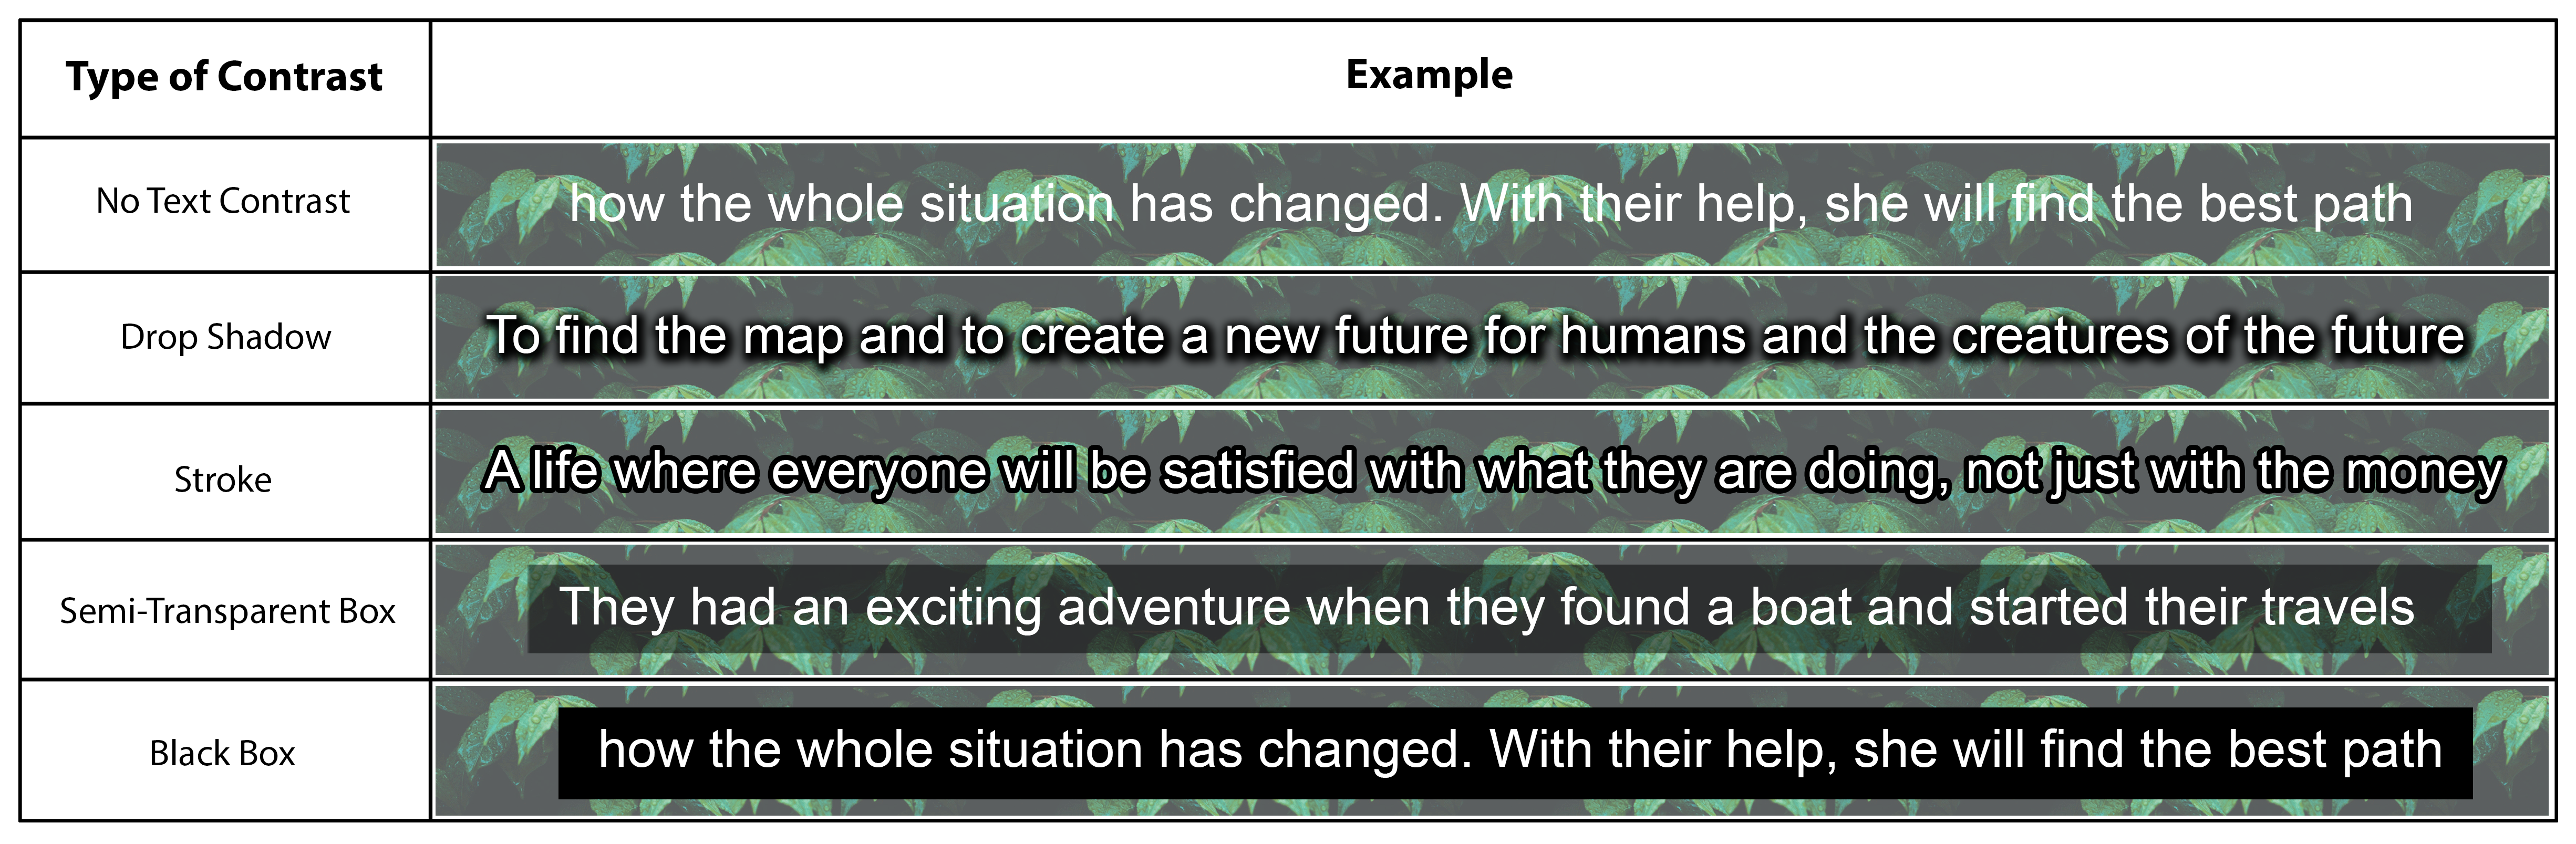 Type of Contrast
Example
No Text Contrast
how the whole situation has changed. With their help, she will find the best path
Drop Shadow
To find the map and to create a new future for humans and the creatures of the future
Stroke
A life where everyone will be satisfied with what they are doing, not just with the money
Semi-Transparent Box
They had an exciting adventure when they found a boat and started their travels
Black Box
how the whole situation has changed. With their help, she will find the best path